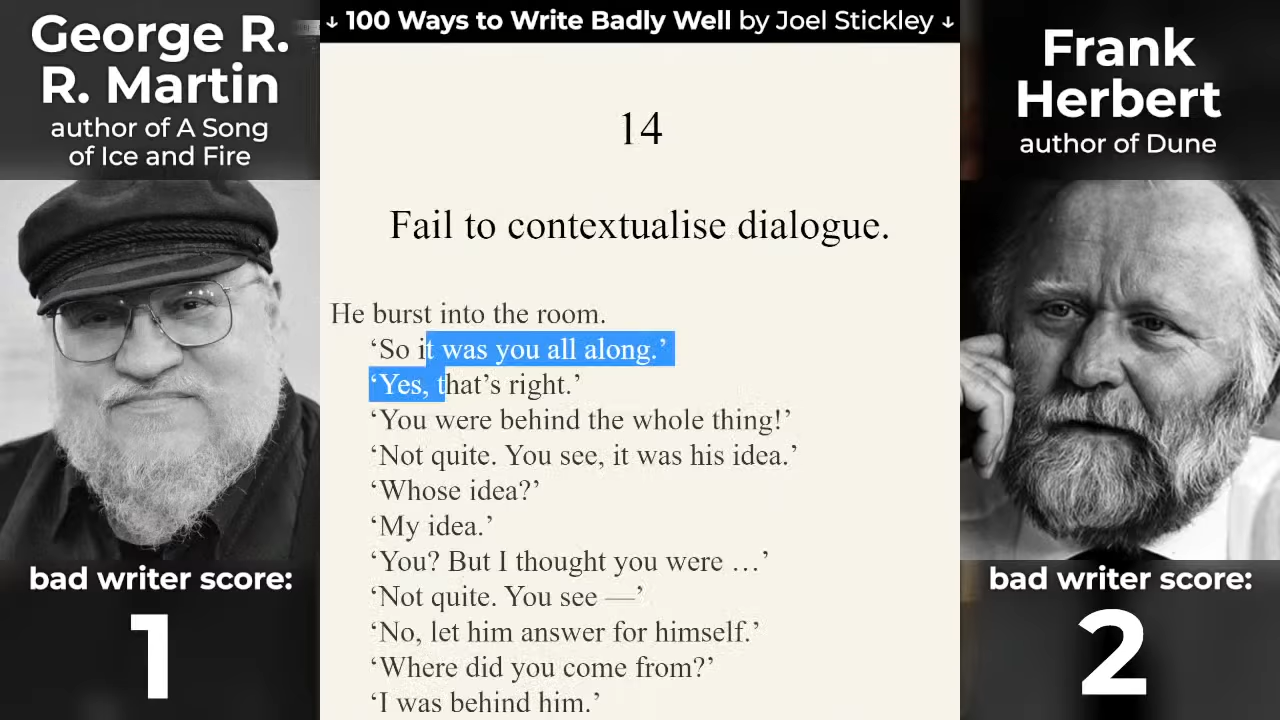 George R.
R. Martin
author of A Song
of Ice and Fire
bad writer score:
1
↓ 100 Ways to Write Badly Well by Joel Stickley ↓
14
Fail to contextualise dialogue.
He burst into the room.
‘So it was you all along.’
‘Yes, that’s right.’
‘You were behind the whole thing!’
‘Not quite. You see, it was his idea.’
‘Whose idea?’
‘My idea.’
‘You? But I thought you were …’
‘Not quite. You see —’
‘No, let him answer for himself.’
‘Where did you come from?’
‘I was behind him.’
Frank
Herbert
author of Dune
bad writer score:
2